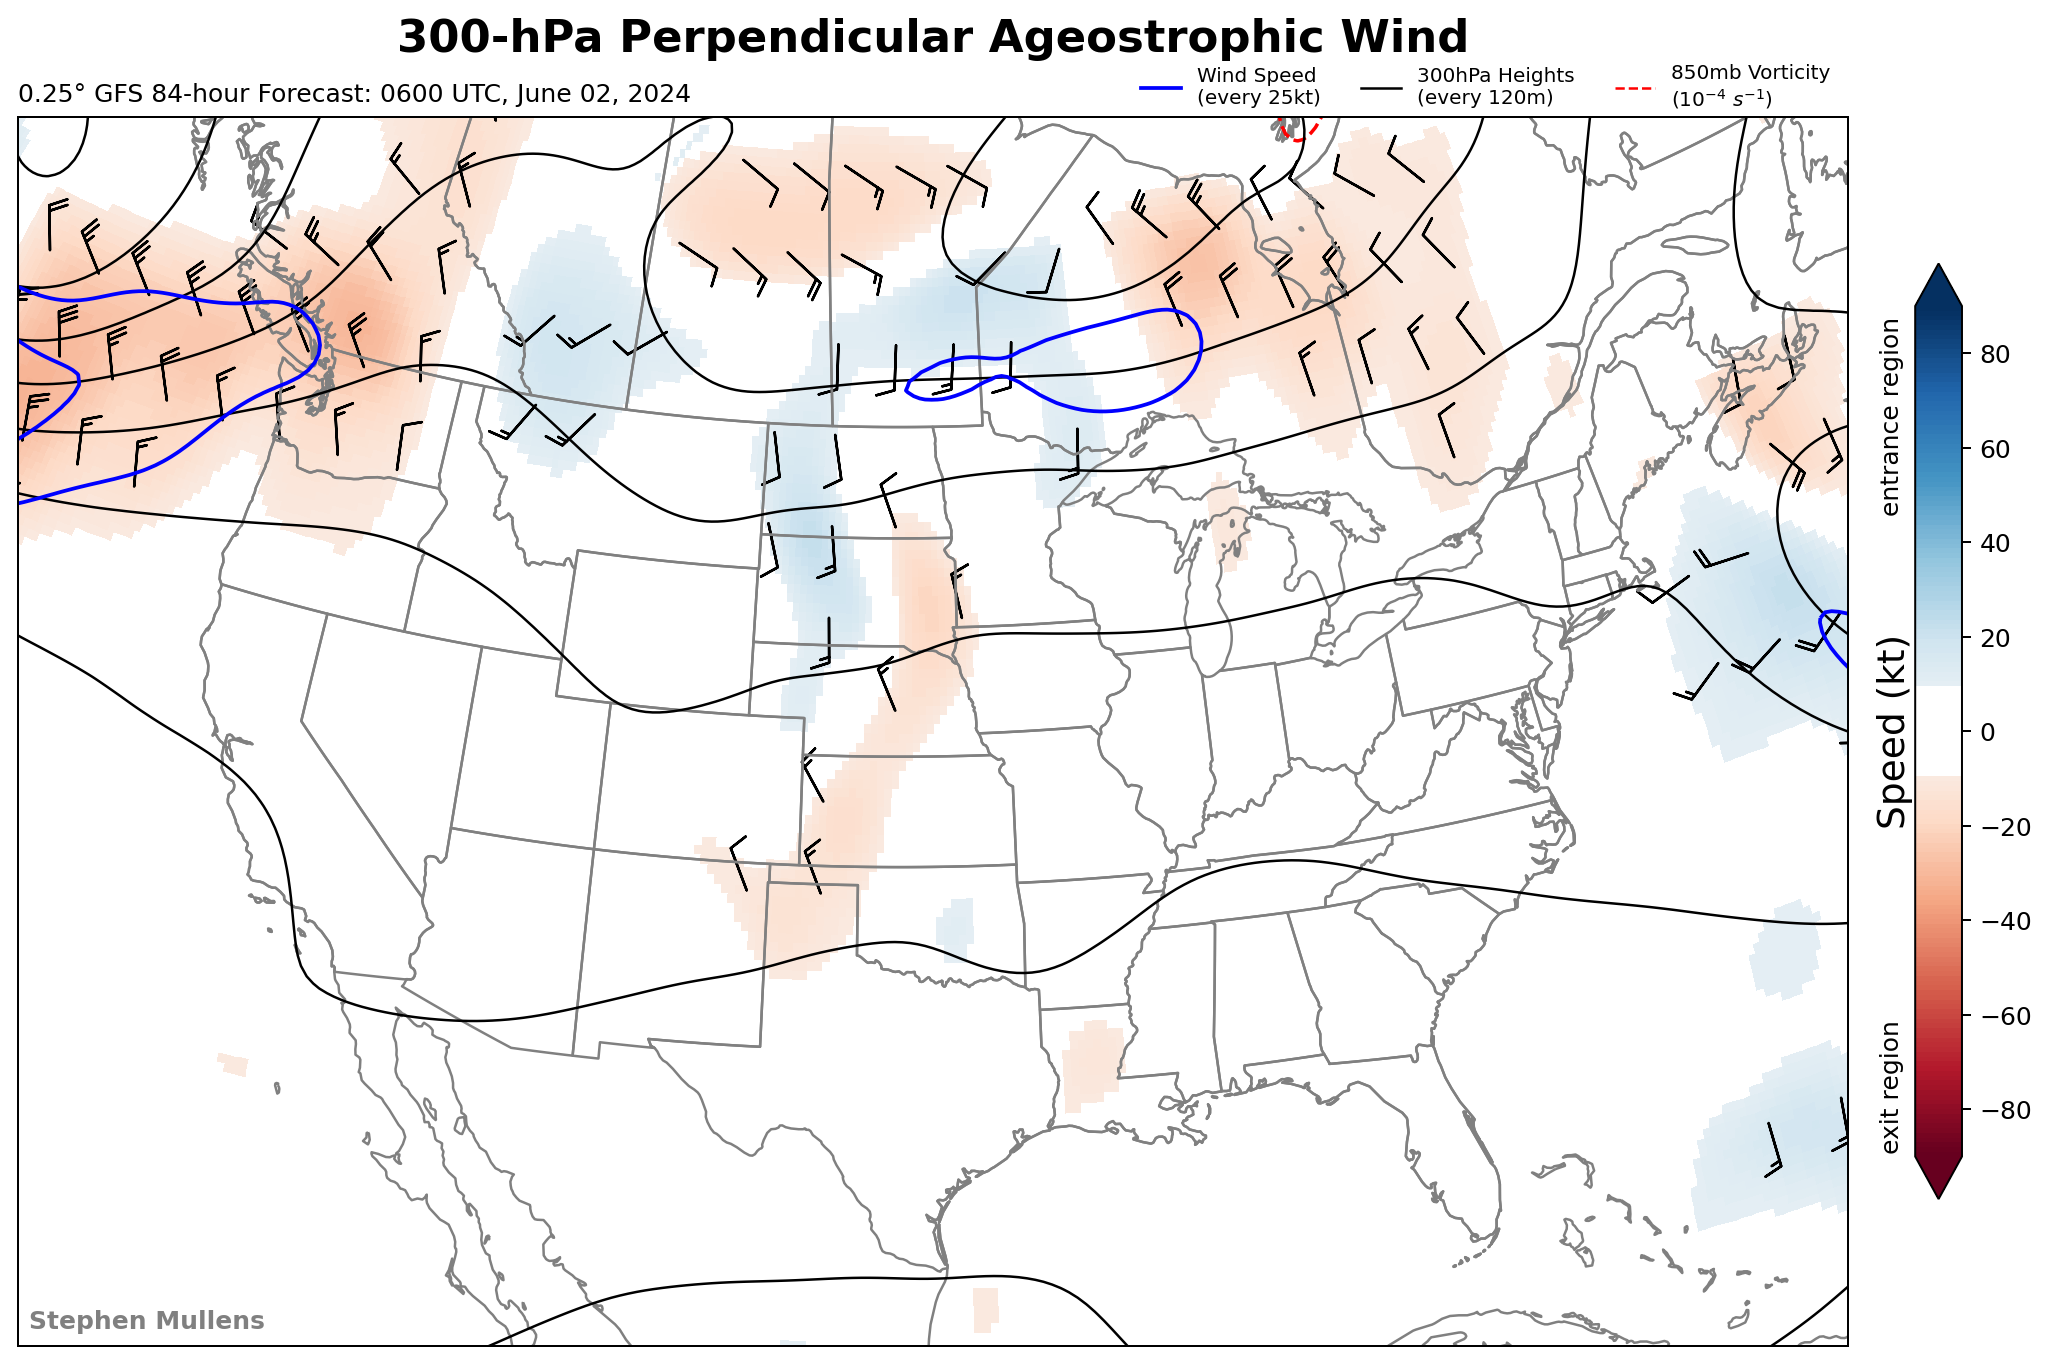 300-hPa Perpendicular Ageostrophic Wind
0.25° GFS 84-hour Forecast: 0600 UTC, June 02, 2024
Wind Speed
(every 25kt)
300hPa Heights
(every 120m)
850mb Vorticity
(10⁻⁴ s⁻¹)
entrance region
Speed (kt)
exit region
80
60
40
20
0
−20
−40
−60
−80
Stephen Mullens